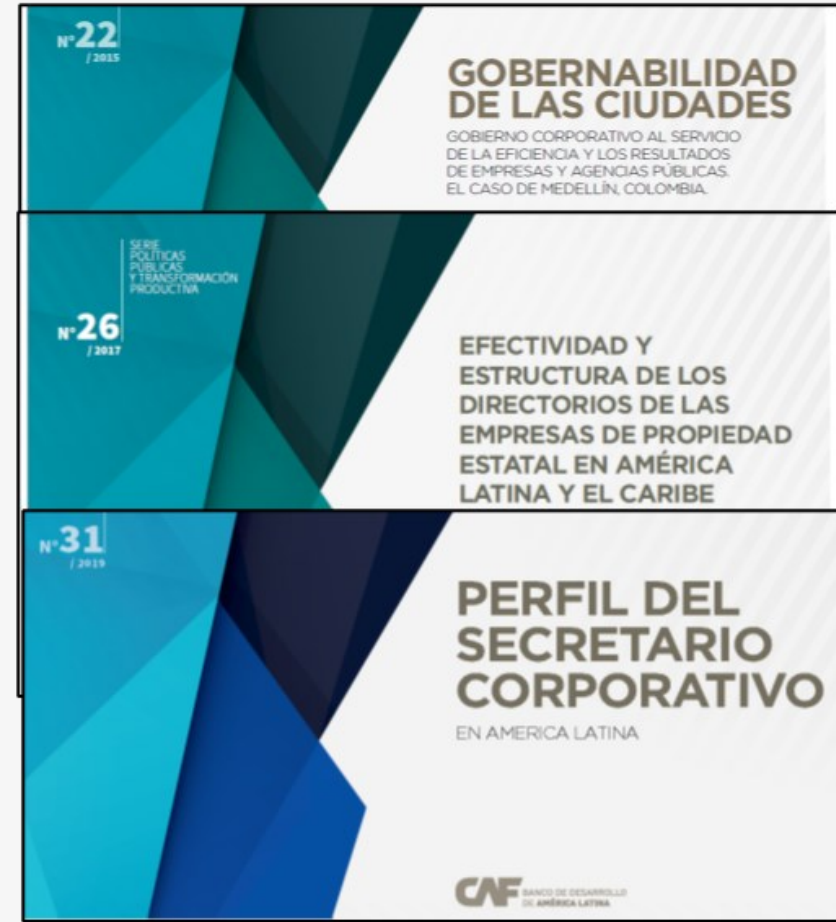 N°22
/ 2015
GOBERNABILIDAD
DE LAS CIUDADES
GOBIERNO CORPORATIVO AL SERVICIO
DE LA EFICIENCIA Y LOS RESULTADOS
DE EMPRESAS Y AGENCIAS PÚBLICAS.
EL CASO DE MEDELLÍN, COLOMBIA.
SERIE
POLÍTICAS
PÚBLICAS
Y TRANSFORMACIÓN
PRODUCTIVA
N°26
/ 2017
EFECTIVIDAD Y
ESTRUCTURA DE LOS
DIRECTORIOS DE LAS
EMPRESAS DE PROPIEDAD
ESTATAL EN AMÉRICA
LATINA Y EL CARIBE
N°31
/ 2019
PERFIL DEL
SECRETARIO
CORPORATIVO
EN AMERICA LATINA
CAF BANCO DE DESARROLLO
DE AMÉRICA LATINA